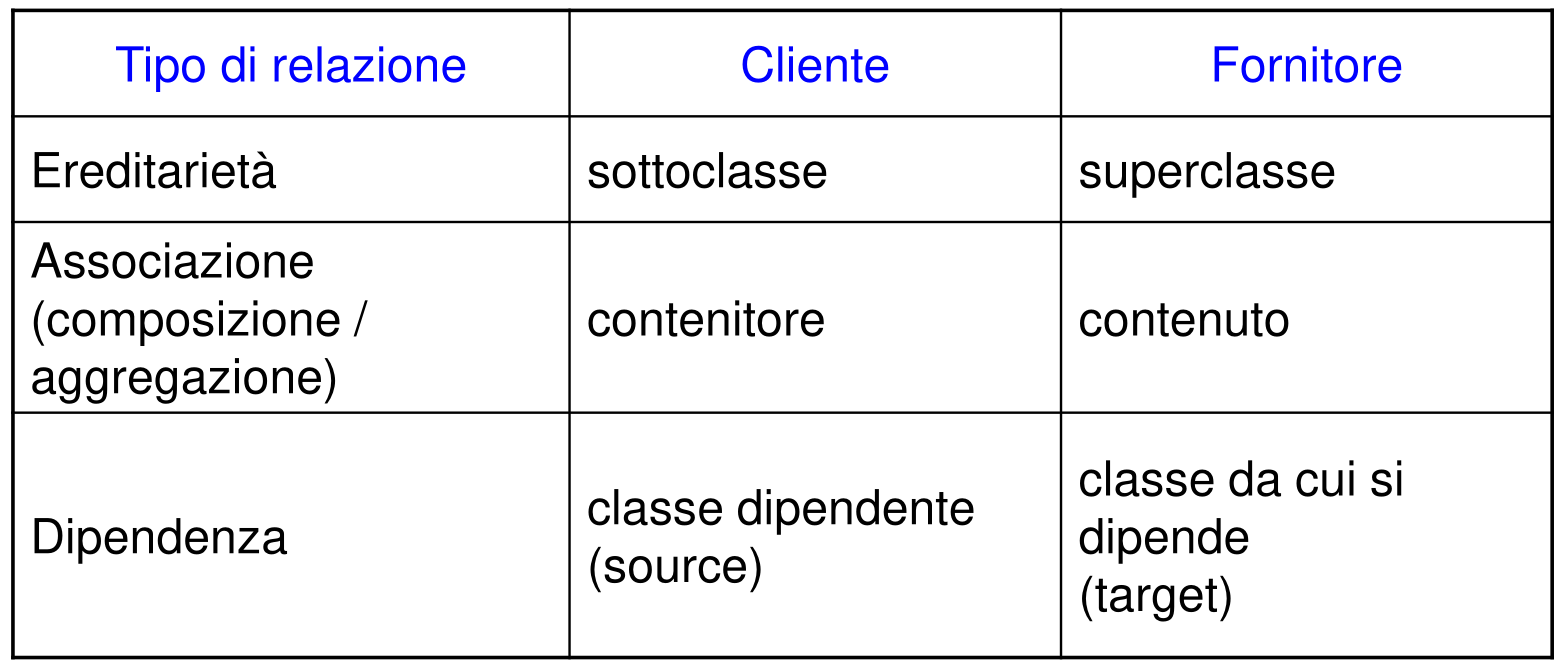 Tipo di relazione Cliente Fornitore
Ereditarietà sottoclasse superclasse
Associazione
(composizione /
aggregazione)
contenitore
contenuto
Dipendenza
classe dipendente
(source)
classe da cui si
dipende
(target)